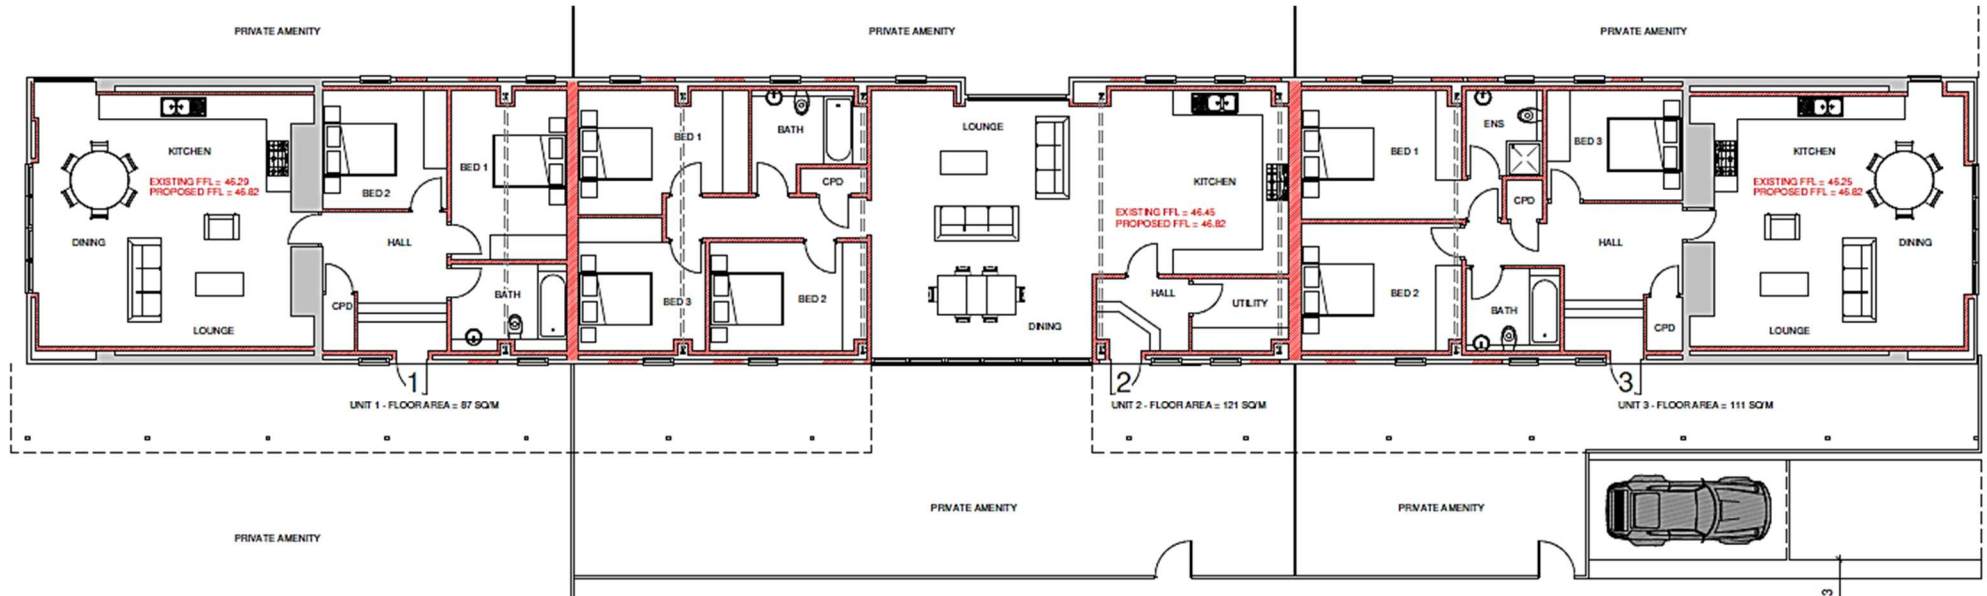 PRIVATE AMENITY
PRIVATE AMENITY
PRIVATE AMENITY
KITCHEN
EXISTING FFL = 46.29
PROPOSED FFL = 46.82
DINING
LOUNGE
BED 2
BED 1
HALL
CPD
BATH
1
UNIT 1 - FLOOR AREA = 87 SQ/M
BED 1
BATH
CPD
BED 3
BED 2
LOUNGE
KITCHEN
EXISTING FFL = 46.45
PROPOSED FFL = 46.82
DINING
HALL
UTILITY
2
UNIT 2 - FLOOR AREA = 121 SQ/M
BED 1
ENS
BED 3
CPD
HALL
BED 2
BATH
CPD
KITCHEN
EXISTING FFL = 46.25
PROPOSED FFL = 46.82
DINING
LOUNGE
3
UNIT 3 - FLOOR AREA = 111 SQ/M
PRIVATE AMENITY
PRIVATE AMENITY
PRIVATE AMENITY
3